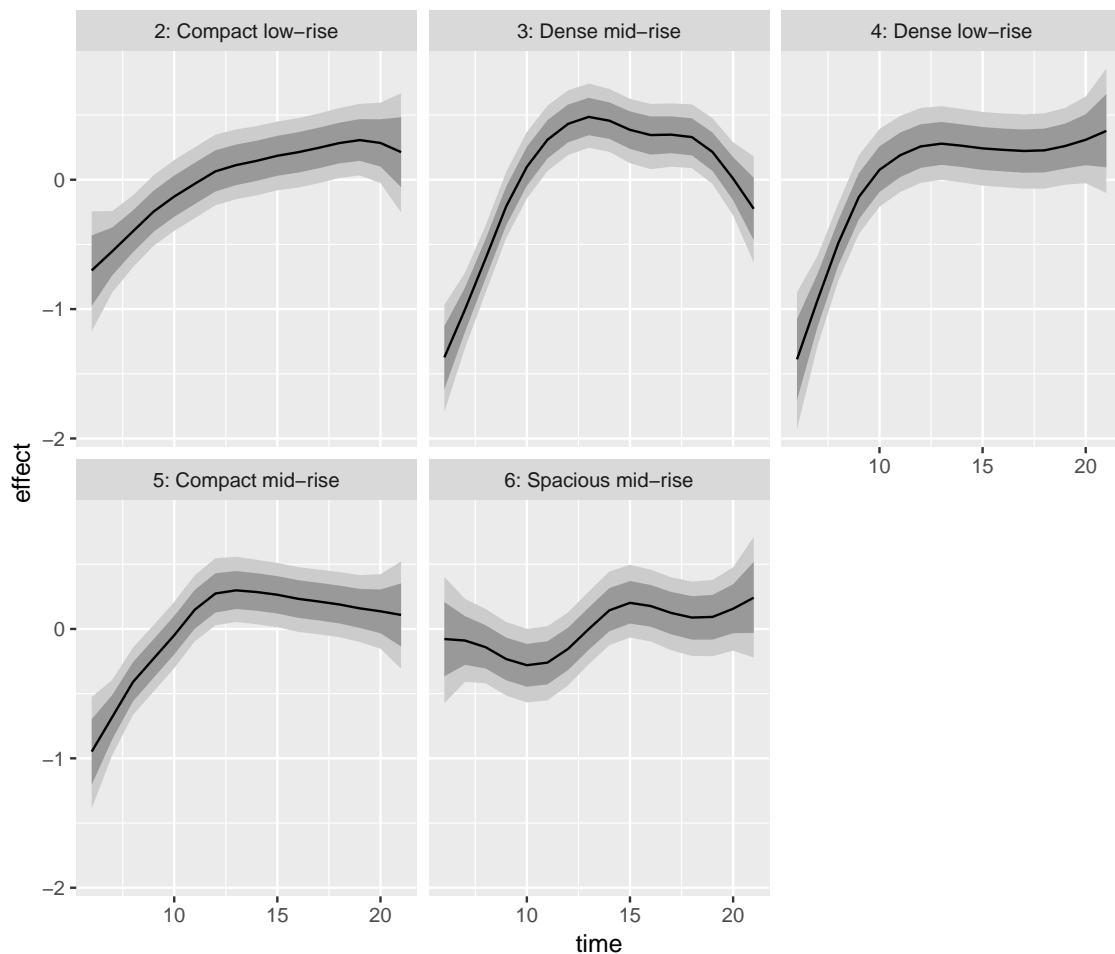 2: Compact low−rise
3: Dense mid−rise
4: Dense low−rise
0
−1
−2
10 15 20
effect
5: Compact mid−rise
6: Spacious mid−rise
0
−1
−2
10 15 20
10 15 20
time